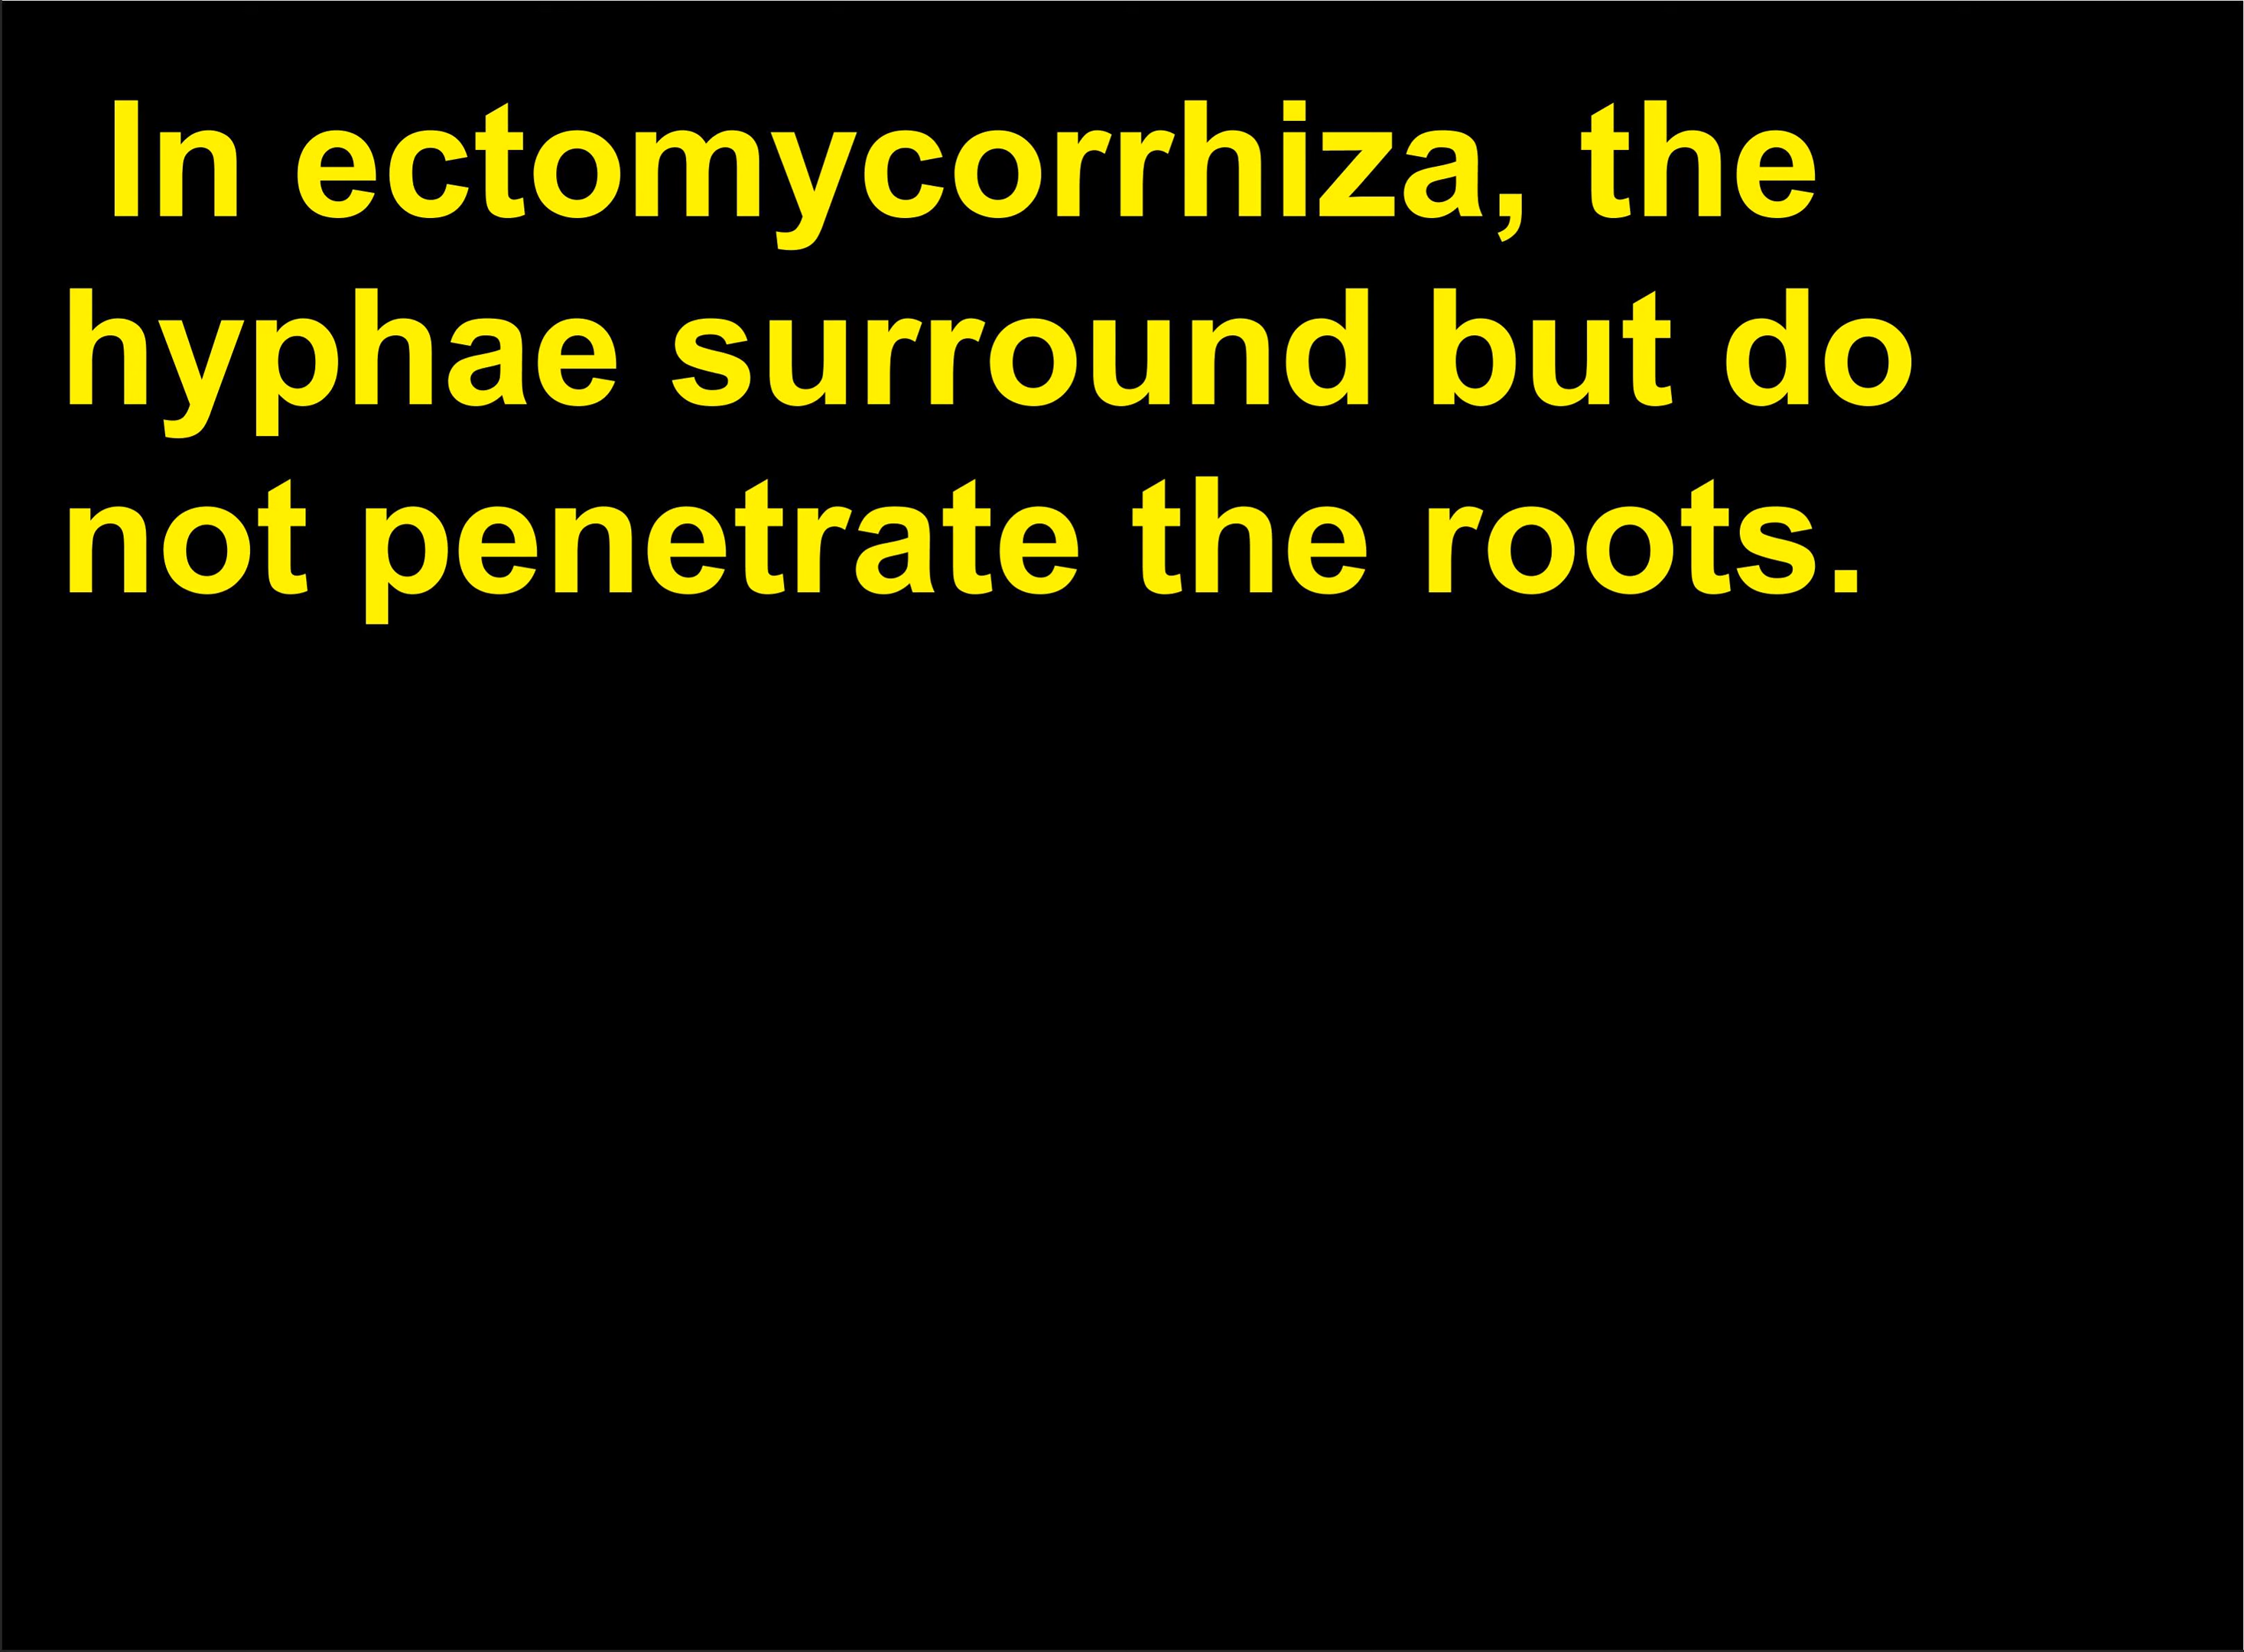 In ectomycorrhiza, the
hyphae surround but do
not penetrate the roots.